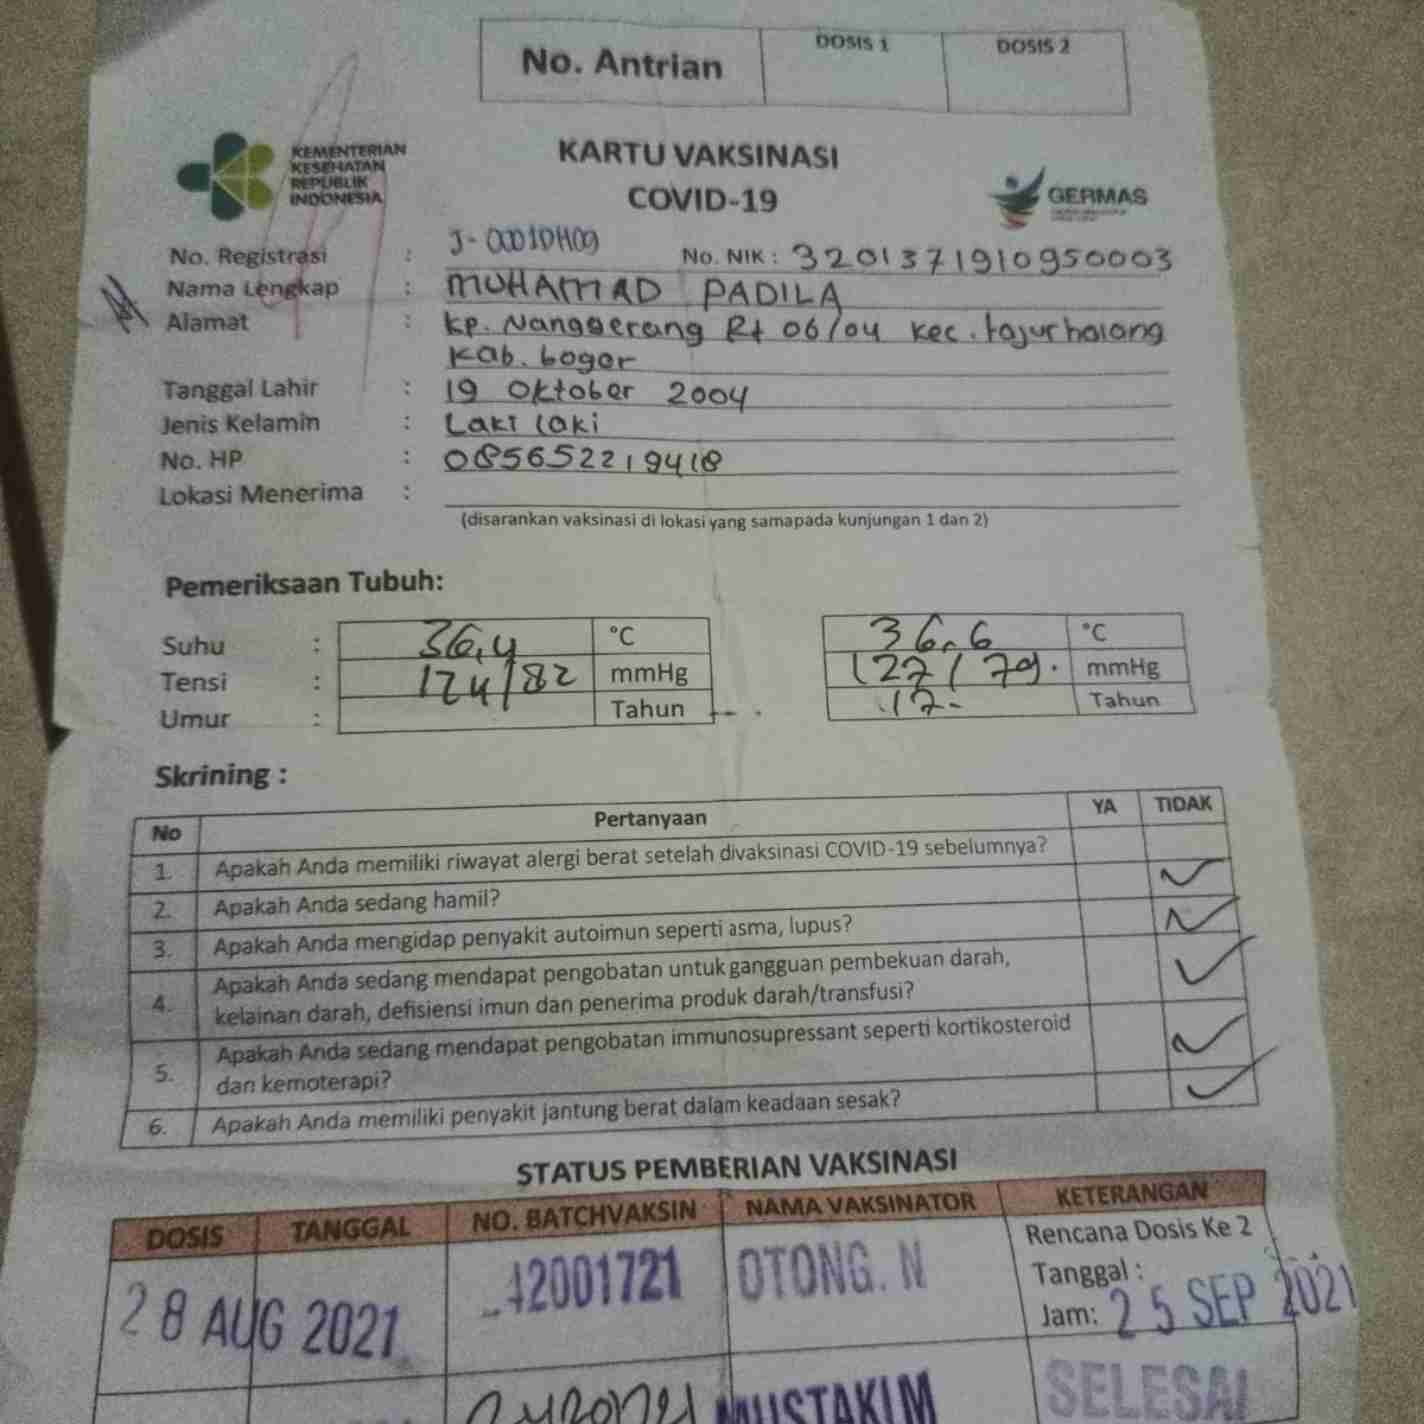 No. Antrian
DOSIS 1
DOSIS 2
KEMENTERIAN
KESEHATAN
REPUBLIK
INDONESIA
KARTU VAKSINASI
COVID-19
GERMAS
No. Registrasi : J-0001DH09 No. NIK : 3201371910950003
Nama Lengkap : MUHAMAD PADILA
Alamat : Kp. Nanggerang Rt 06/04 Kec. tajurhalang
Kab. bogor
Tanggal Lahir : 19 Oktober 2004
Jenis Kelamin : Laki laki
No. HP : 085652219418
Lokasi Menerima :
(disarankan vaksinasi di lokasi yang samapada kunjungan 1 dan 2)
Pemeriksaan Tubuh:
Suhu : 36,4 °C 36.6 °C
Tensi : 124/82 mmHg 127/79. mmHg
Umur : Tahun 17- Tahun
Skrining :
No Pertanyaan YA TIDAK
1. Apakah Anda memiliki riwayat alergi berat setelah divaksinasi COVID-19 sebelumnya?
2. Apakah Anda sedang hamil?
3. Apakah Anda mengidap penyakit autoimun seperti asma, lupus?
4. Apakah Anda sedang mendapat pengobatan untuk gangguan pembekuan darah,
kelainan darah, defisiensi imun dan penerima produk darah/transfusi?
5. Apakah Anda sedang mendapat pengobatan immunosupressant seperti kortikosteroid
dan kemoterapi?
6. Apakah Anda memiliki penyakit jantung berat dalam keadaan sesak?
STATUS PEMBERIAN VAKSINASI
DOSIS TANGGAL NO. BATCHVAKSIN NAMA VAKSINATOR KETERANGAN
28 AUG 2021 42001721 OTONG. N Rencana Dosis Ke 2
Tanggal :
Jam: 25 SEP 2021
MUSTAKIM SELESAI